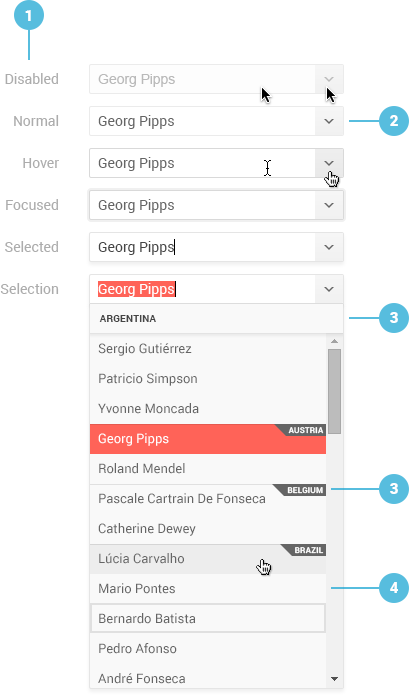 1
Disabled Georg Pipps
Normal Georg Pipps 2
Hover Georg Pipps
Focused Georg Pipps
Selected Georg Pipps
Selection Georg Pipps
ARGENTINA 3
Sergio Gutiérrez
Patricio Simpson
Yvonne Moncada
AUSTRIA
Georg Pipps
Roland Mendel
BELGIUM 3
Pascale Cartrain De Fonseca
Catherine Dewey
BRAZIL
Lúcia Carvalho
Mario Pontes 4
Bernardo Batista
Pedro Afonso
André Fonseca